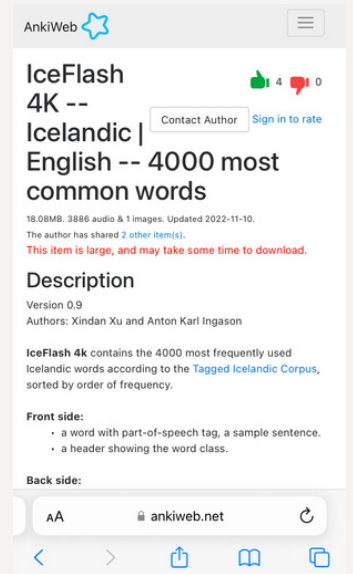 AnkiWeb
IceFlash
4K --
Icelandic |
English -- 4000 most
common words
4 0
Contact Author Sign in to rate
18.08MB. 3886 audio & 1 images. Updated 2022-11-10.
The author has shared 2 other item(s).
This item is large, and may take some time to download.
Description
Version 0.9
Authors: Xindan Xu and Anton Karl Ingason
IceFlash 4k contains the 4000 most frequently used
Icelandic words according to the Tagged Icelandic Corpus,
sorted by order of frequency.
Front side:
• a word with part-of-speech tag, a sample sentence.
• a header showing the word class.
Back side:
AA ankiweb.net